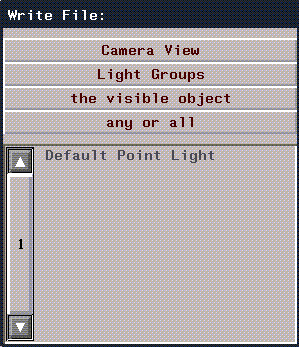 Write File:
Camera View
Light Groups
the visible object
any or all
Default Point Light
1